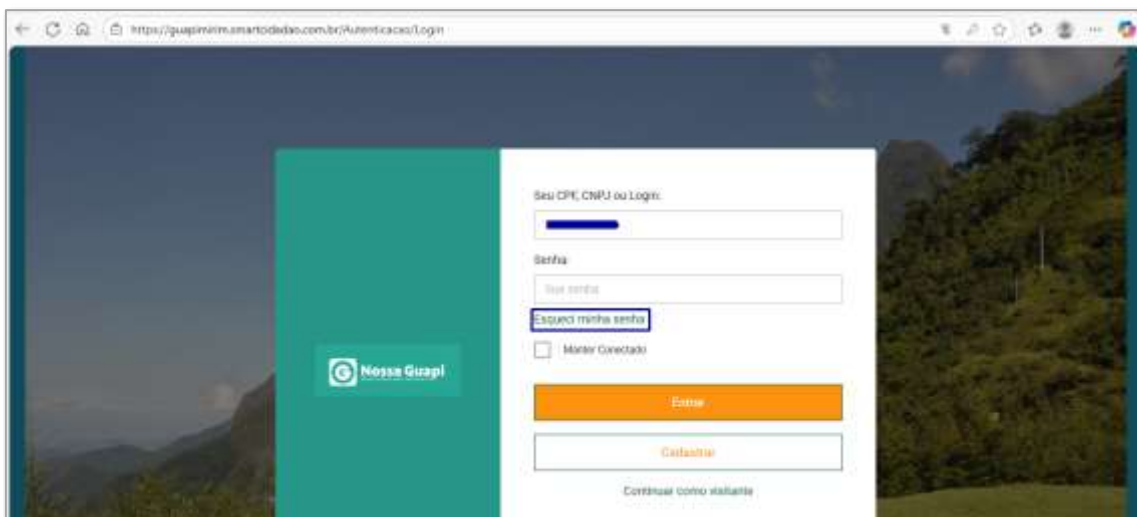 https://guapimirim.smartcidadao.com.br/Autenticacao/Login
Seu CPF, CNPJ ou Login:
Senha:
Sua senha
Esqueci minha senha
Manter Conectado
G Nossa Guapi
Entrar
Cadastrar
Continuar como visitante